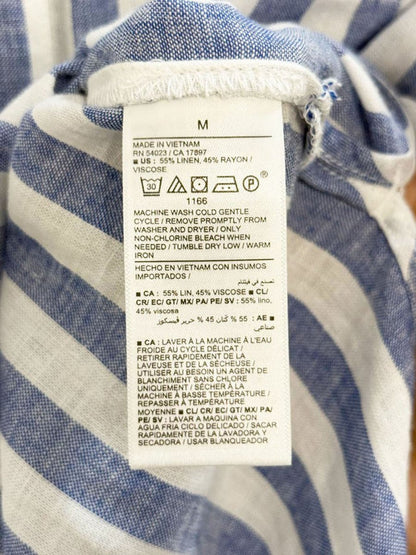 M
MADE IN VIETNAM
RN 54023 / CA 17897
■ US : 55% LINEN, 45% RAYON /
VISCOSE
30 P
1166
MACHINE WASH COLD GENTLE
CYCLE / REMOVE PROMPTLY FROM
WASHER AND DRYER / ONLY
NON-CHLORINE BLEACH WHEN
NEEDED / TUMBLE DRY LOW / WARM
IRON
HECHO EN VIETNAM CON INSUMOS
IMPORTADOS /
صنع في فيتنام
■ CA : 55% LIN, 45% VISCOSE ■ CL/
CR/ EC/ GT/ MX/ PA/ PE/ SV : 55% lino,
45% viscosa
■ AE : 55 % كتان 45 % حرير فيسكوز
صناعى
■ CA : LAVER À LA MACHINE À L'EAU
FROIDE AU CYCLE DÉLICAT /
RETIRER RAPIDEMENT DE LA
LAVEUSE ET DE LA SÉCHEUSE /
UTILISER AU BESOIN UN AGENT DE
BLANCHIMENT SANS CHLORE
UNIQUEMENT / SÉCHER À LA
MACHINE À BASSE TEMPÉRATURE /
REPASSER À TEMPÉRATURE
MOYENNE ■ CL/ CR/ EC/ GT/ MX/ PA/
PE/ SV : LAVAR A MAQUINA CON
AGUA FRIA CICLO DELICADO / SACAR
RAPIDAMENTE DE LA LAVADORA Y
SECADORA / USAR BLANQUEADOR